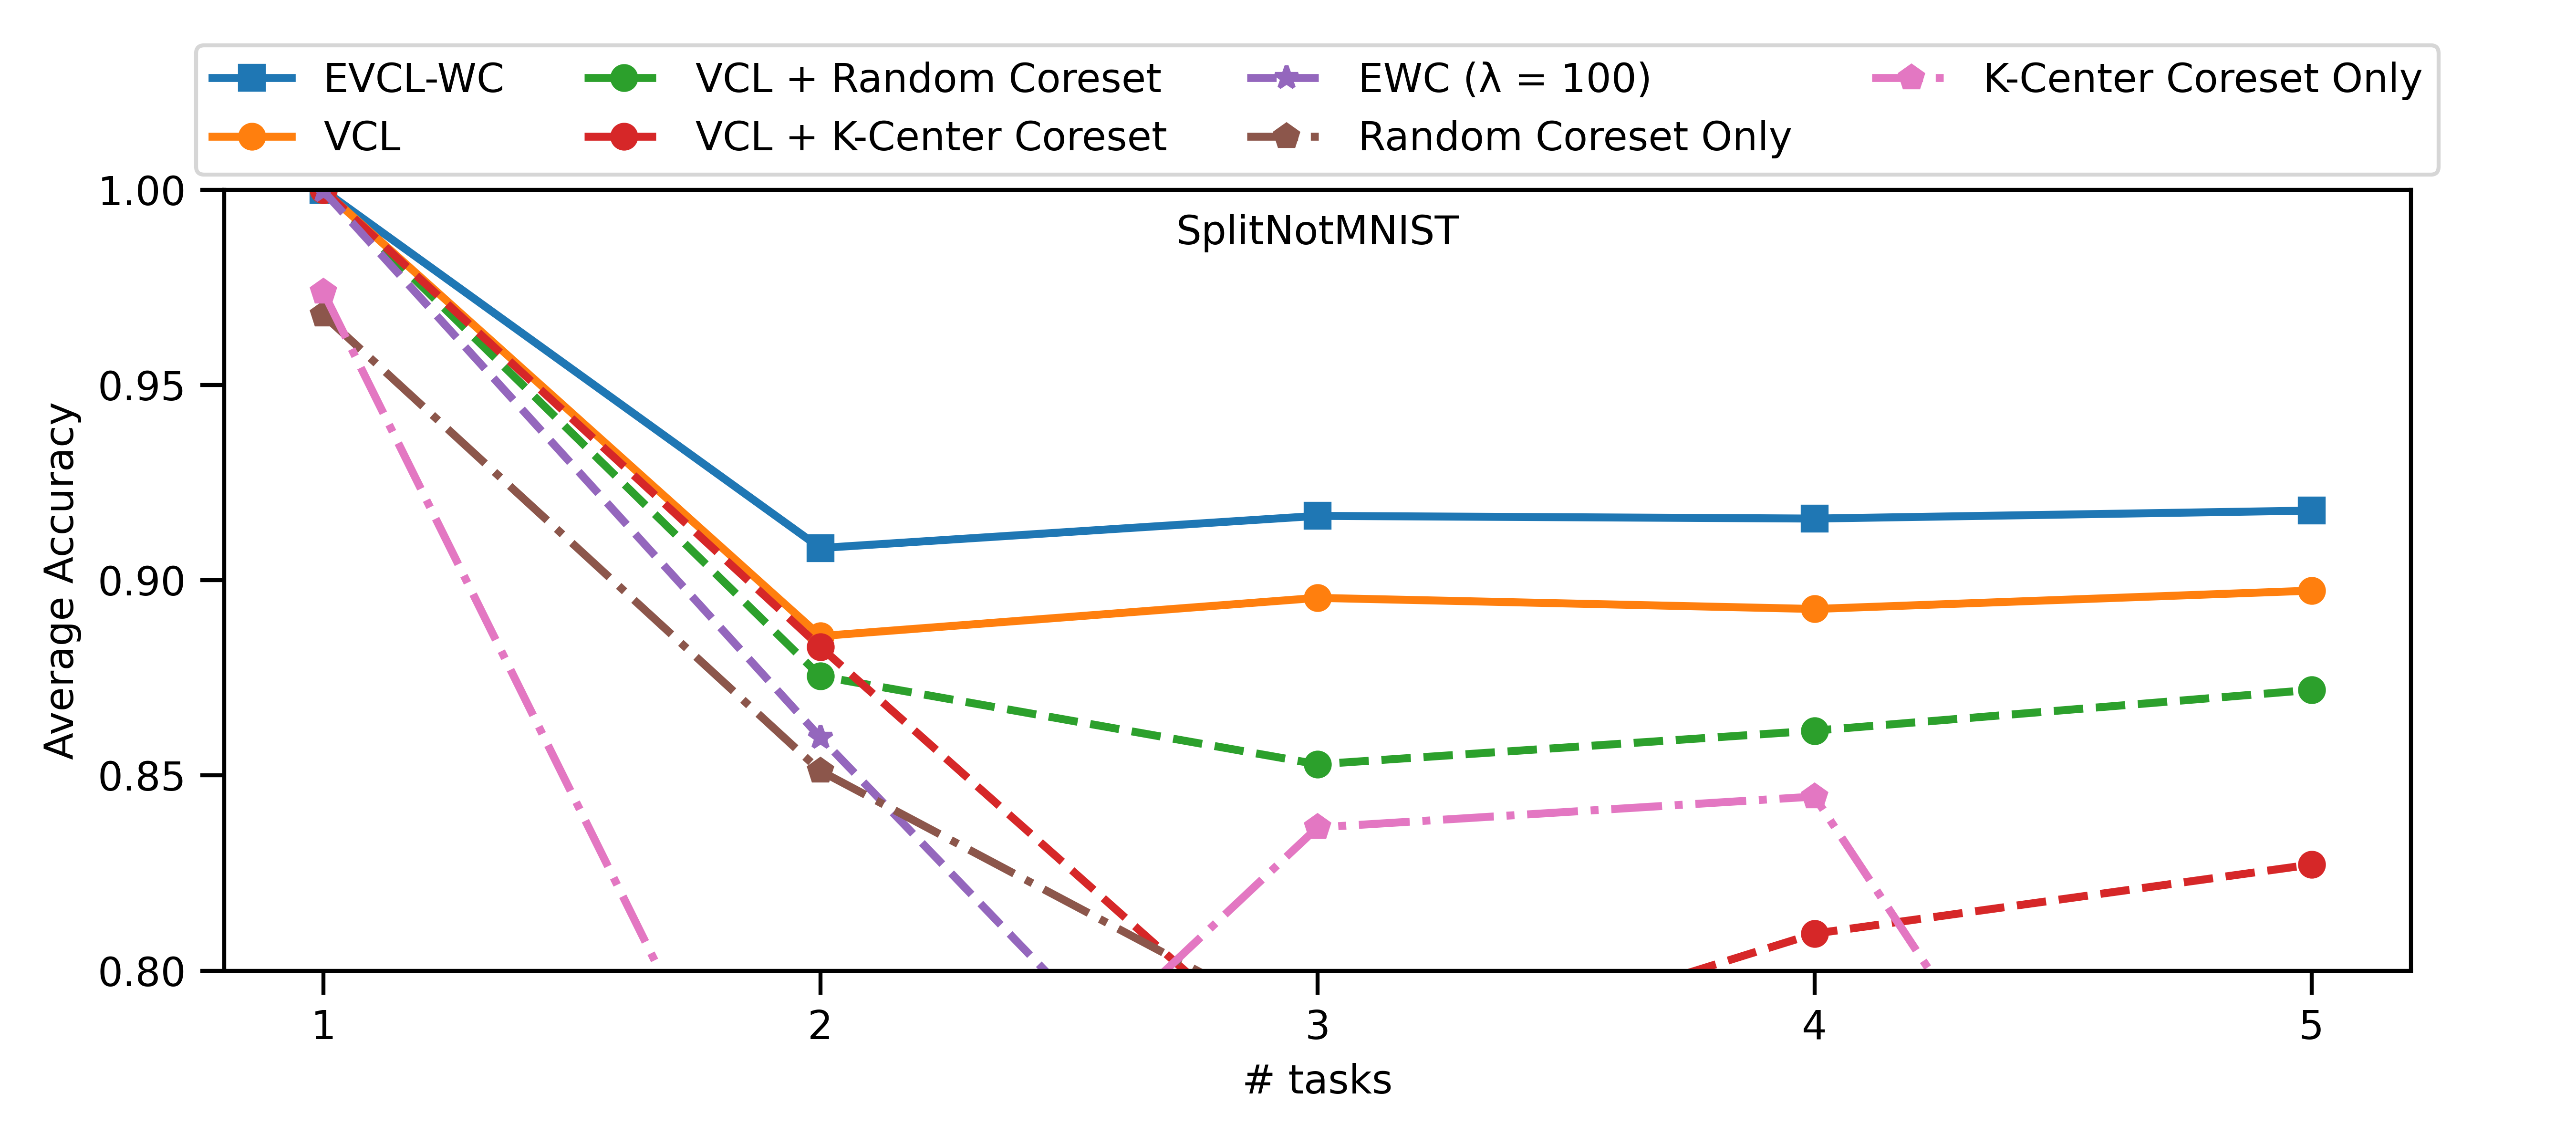 EVCL-WC
VCL
VCL + Random Coreset
VCL + K-Center Coreset
EWC (λ = 100)
Random Coreset Only
K-Center Coreset Only
SplitNotMNIST
Average Accuracy
1.00
0.95
0.90
0.85
0.80
1 2 3 4 5
# tasks